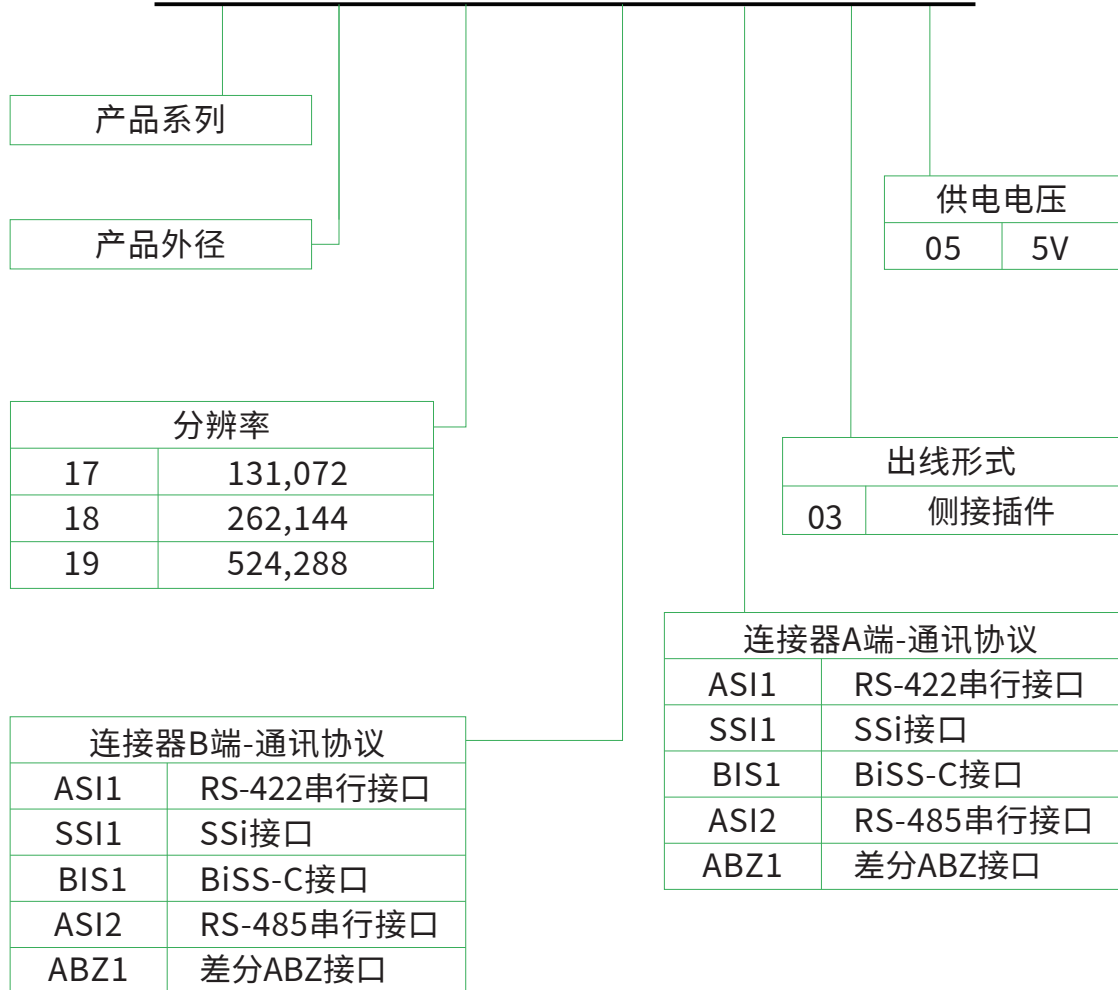 产品系列
产品外径
供电电压
05 5V
分辨率
17 131,072
18 262,144
19 524,288
出线形式
03 侧接插件
连接器A端-通讯协议
ASI1 RS-422串行接口
SSI1 SSi接口
BIS1 BiSS-C接口
ASI2 RS-485串行接口
ABZ1 差分ABZ接口
连接器B端-通讯协议
ASI1 RS-422串行接口
SSI1 SSi接口
BIS1 BiSS-C接口
ASI2 RS-485串行接口
ABZ1 差分ABZ接口